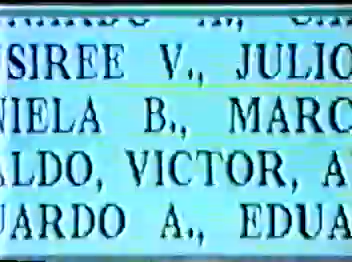 SIREE V., JULIO
NIELA B., MARC
ALDO, VICTOR, A
UARDO A., EDUA